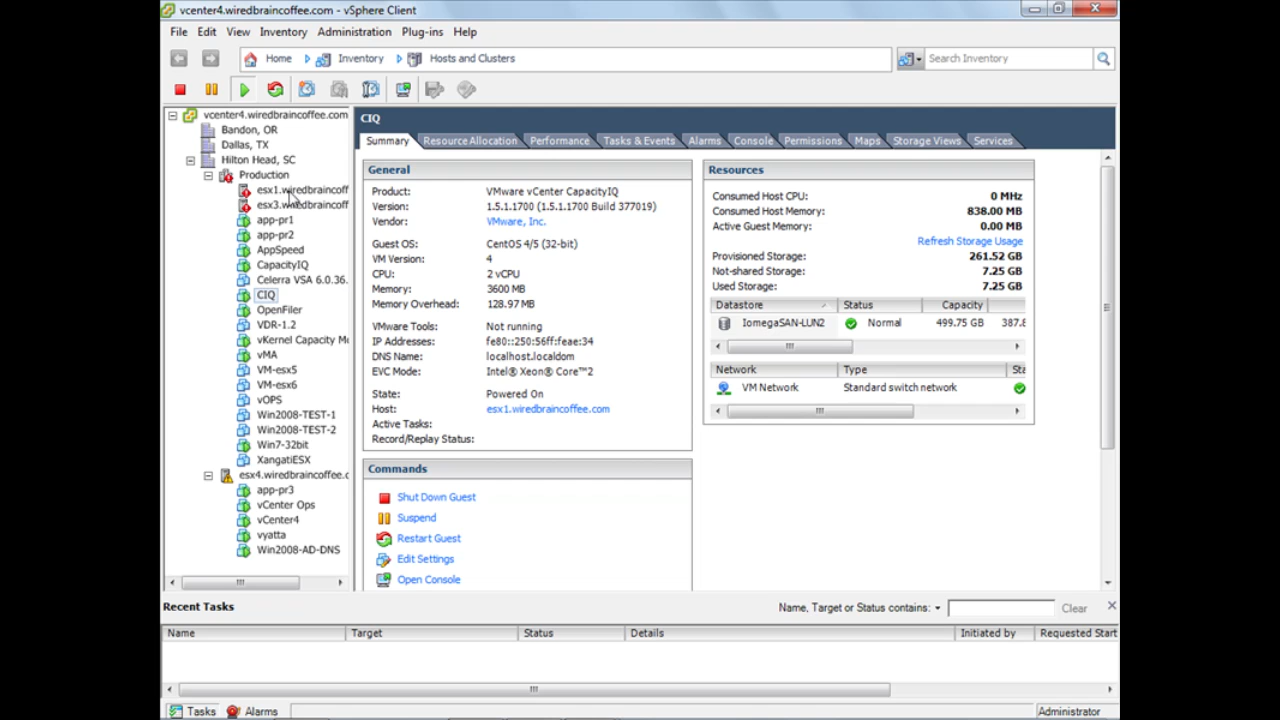 vcenter4.wiredbraincoffee.com - vSphere Client
File Edit View Inventory Administration Plug-ins Help
Home Inventory Hosts and Clusters Search Inventory
vcenter4.wiredbraincoffee.com
Bandon, OR
Dallas, TX
Hilton Head, SC
Production
esx1.wiredbraincoff
esx3.wiredbraincoff
app-pr1
app-pr2
AppSpeed
CapacityIQ
Celerra VSA 6.0.36.
CIQ
OpenFiler
VDR-1.2
vKernel Capacity Mo
vMA
VM-esx5
VM-esx6
vOPS
Win2008-TEST-1
Win2008-TEST-2
Win7-32bit
XangatiESX
esx4.wiredbraincoffee.c
app-pr3
vCenter Ops
vCenter4
vyatta
Win2008-AD-DNS
CIQ
Summary Resource Allocation Performance Tasks & Events Alarms Console Permissions Maps Storage Views Services
General
Product: VMware vCenter CapacityIQ
Version: 1.5.1.1700 (1.5.1.1700 Build 377019)
Vendor: VMware, Inc.
Guest OS: CentOS 4/5 (32-bit)
VM Version: 4
CPU: 2 vCPU
Memory: 3600 MB
Memory Overhead: 128.97 MB
VMware Tools: Not running
IP Addresses: fe80::250:56ff:feae:34
DNS Name: localhost.localdom
EVC Mode: Intel® Xeon® Core™2
State: Powered On
Host: esx1.wiredbraincoffee.com
Active Tasks:
Record/Replay Status:
Commands
Shut Down Guest
Suspend
Restart Guest
Edit Settings
Open Console
Resources
Consumed Host CPU: 0 MHz
Consumed Host Memory: 838.00 MB
Active Guest Memory: 0.00 MB
Refresh Storage Usage
Provisioned Storage: 261.52 GB
Not-shared Storage: 7.25 GB
Used Storage: 7.25 GB
Datastore Status Capacity
IomegaSAN-LUN2 Normal 499.75 GB 387.8
Network Type Sta
VM Network Standard switch network
Recent Tasks Name, Target or Status contains: Clear
Name Target Status Details Initiated by Requested Start
Tasks Alarms Administrator